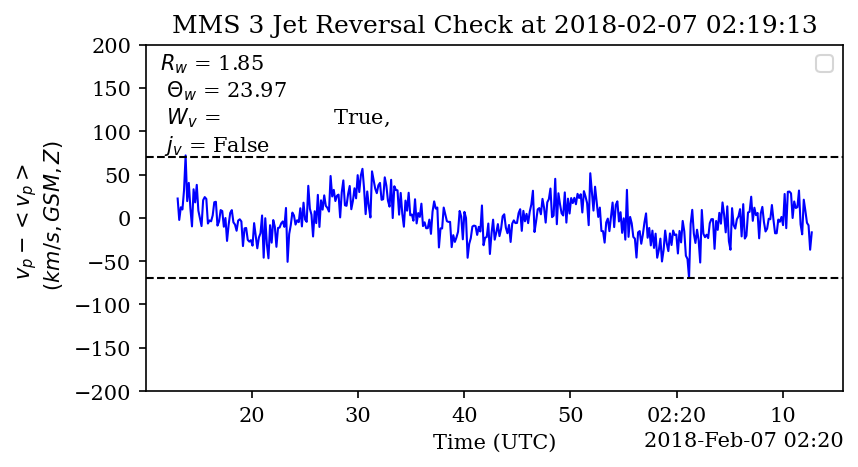 MMS 3 Jet Reversal Check at 2018-02-07 02:19:13
200
150
100
50
0
−50
−100
−150
−200
v_p − < v_p >
(km/s, GSM, Z)
R_w = 1.85
Θ_w = 23.97
W_v = True,
j_v = False
20 30 40 50 02:20 10
Time (UTC)
2018-Feb-07 02:20